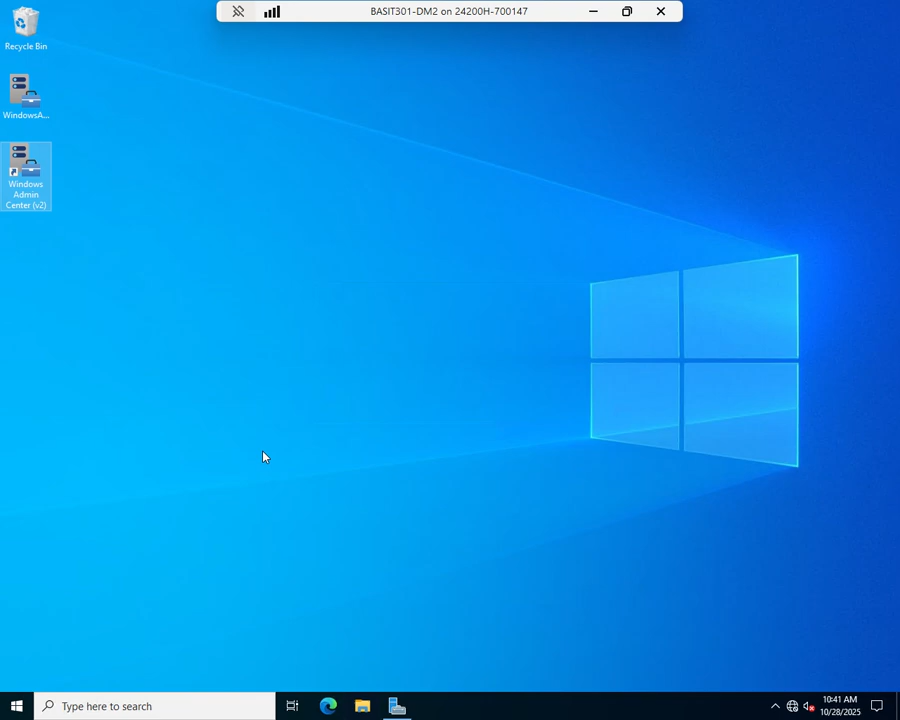 BASIT301-DM2 on 24200H-700147
Recycle Bin
WindowsA...
Windows
Admin
Center (v2)
Type here to search
10:41 AM
10/28/2025